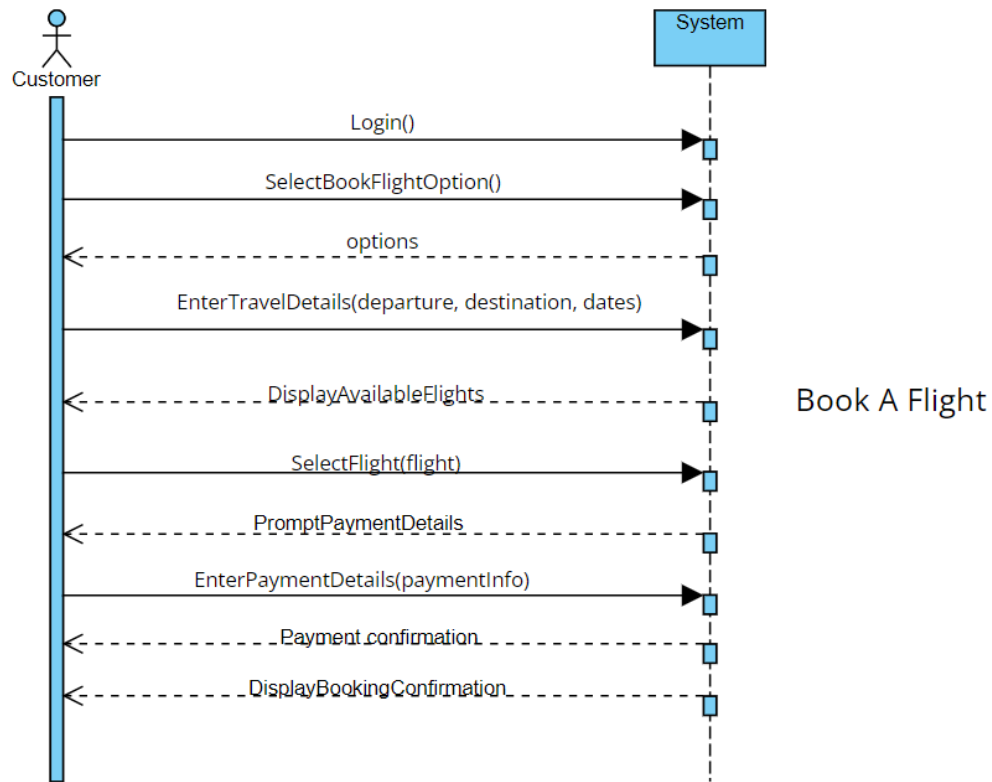 Customer
System
Login()
SelectBookFlightOption()
options
EnterTravelDetails(departure, destination, dates)
DisplayAvailableFlights
Book A Flight
SelectFlight(flight)
PromptPaymentDetails
EnterPaymentDetails(paymentInfo)
Payment confirmation
DisplayBookingConfirmation